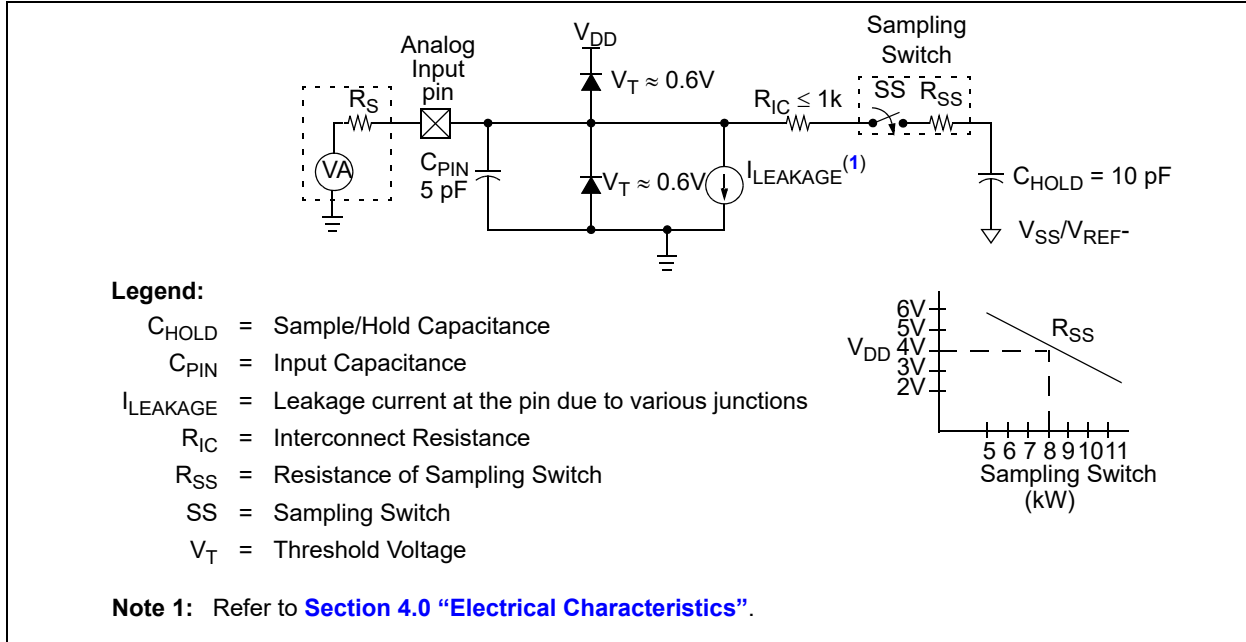 V_DD
Sampling
Switch
Analog
Input
pin
V_T ≈ 0.6V
R_S
R_IC ≤ 1k
SS
R_SS
VA
C_PIN
5 pF
V_T ≈ 0.6V
I_LEAKAGE(1)
C_HOLD = 10 pF
V_SS/V_REF-
Legend:
C_HOLD = Sample/Hold Capacitance
C_PIN = Input Capacitance
I_LEAKAGE = Leakage current at the pin due to various junctions
R_IC = Interconnect Resistance
R_SS = Resistance of Sampling Switch
SS = Sampling Switch
V_T = Threshold Voltage
6V
5V
V_DD 4V
3V
2V
R_SS
5 6 7 8 9 10 11
Sampling Switch
(kW)
Note 1: Refer to Section 4.0 “Electrical Characteristics”.